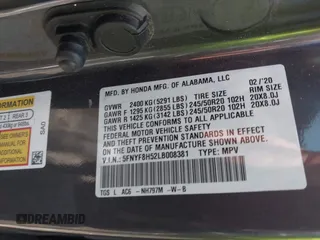 MFD. BY HONDA MFG. OF ALABAMA, LLC 02/'20
GVWR 2400 KG (5291 LBS) TIRE SIZE RIM SIZE
GAWR F 1295 KG (2855 LBS) 245/50R20 102H 20X8.0J
GAWR R 1425 KG (3142 LBS) 245/50R20 102H 20X8.0J
THIS VEHICLE CONFORMS TO ALL APPLICABLE
FEDERAL MOTOR VEHICLE SAFETY, BUMPER,
AND THEFT PREVENTION STANDARDS IN EFFECT
ON THE DATE OF MANUFACTURE SHOWN ABOVE.
V.I.N.: 5FNYF8H52LB008381 TYPE: MPV
TGS L AC6 - NH797M -W-B
REAR
SA0
DREAMBID